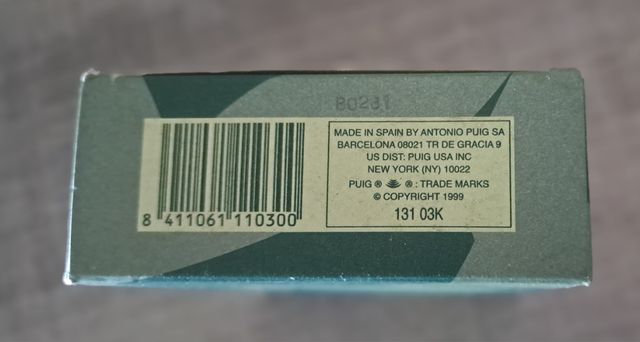 B0231
MADE IN SPAIN BY ANTONIO PUIG SA
BARCELONA 08021 TR DE GRACIA 9
US DIST: PUIG USA INC
NEW YORK (NY) 10022
PUIG ® ® : TRADE MARKS
© COPYRIGHT 1999
131 03K
8 411061 110300